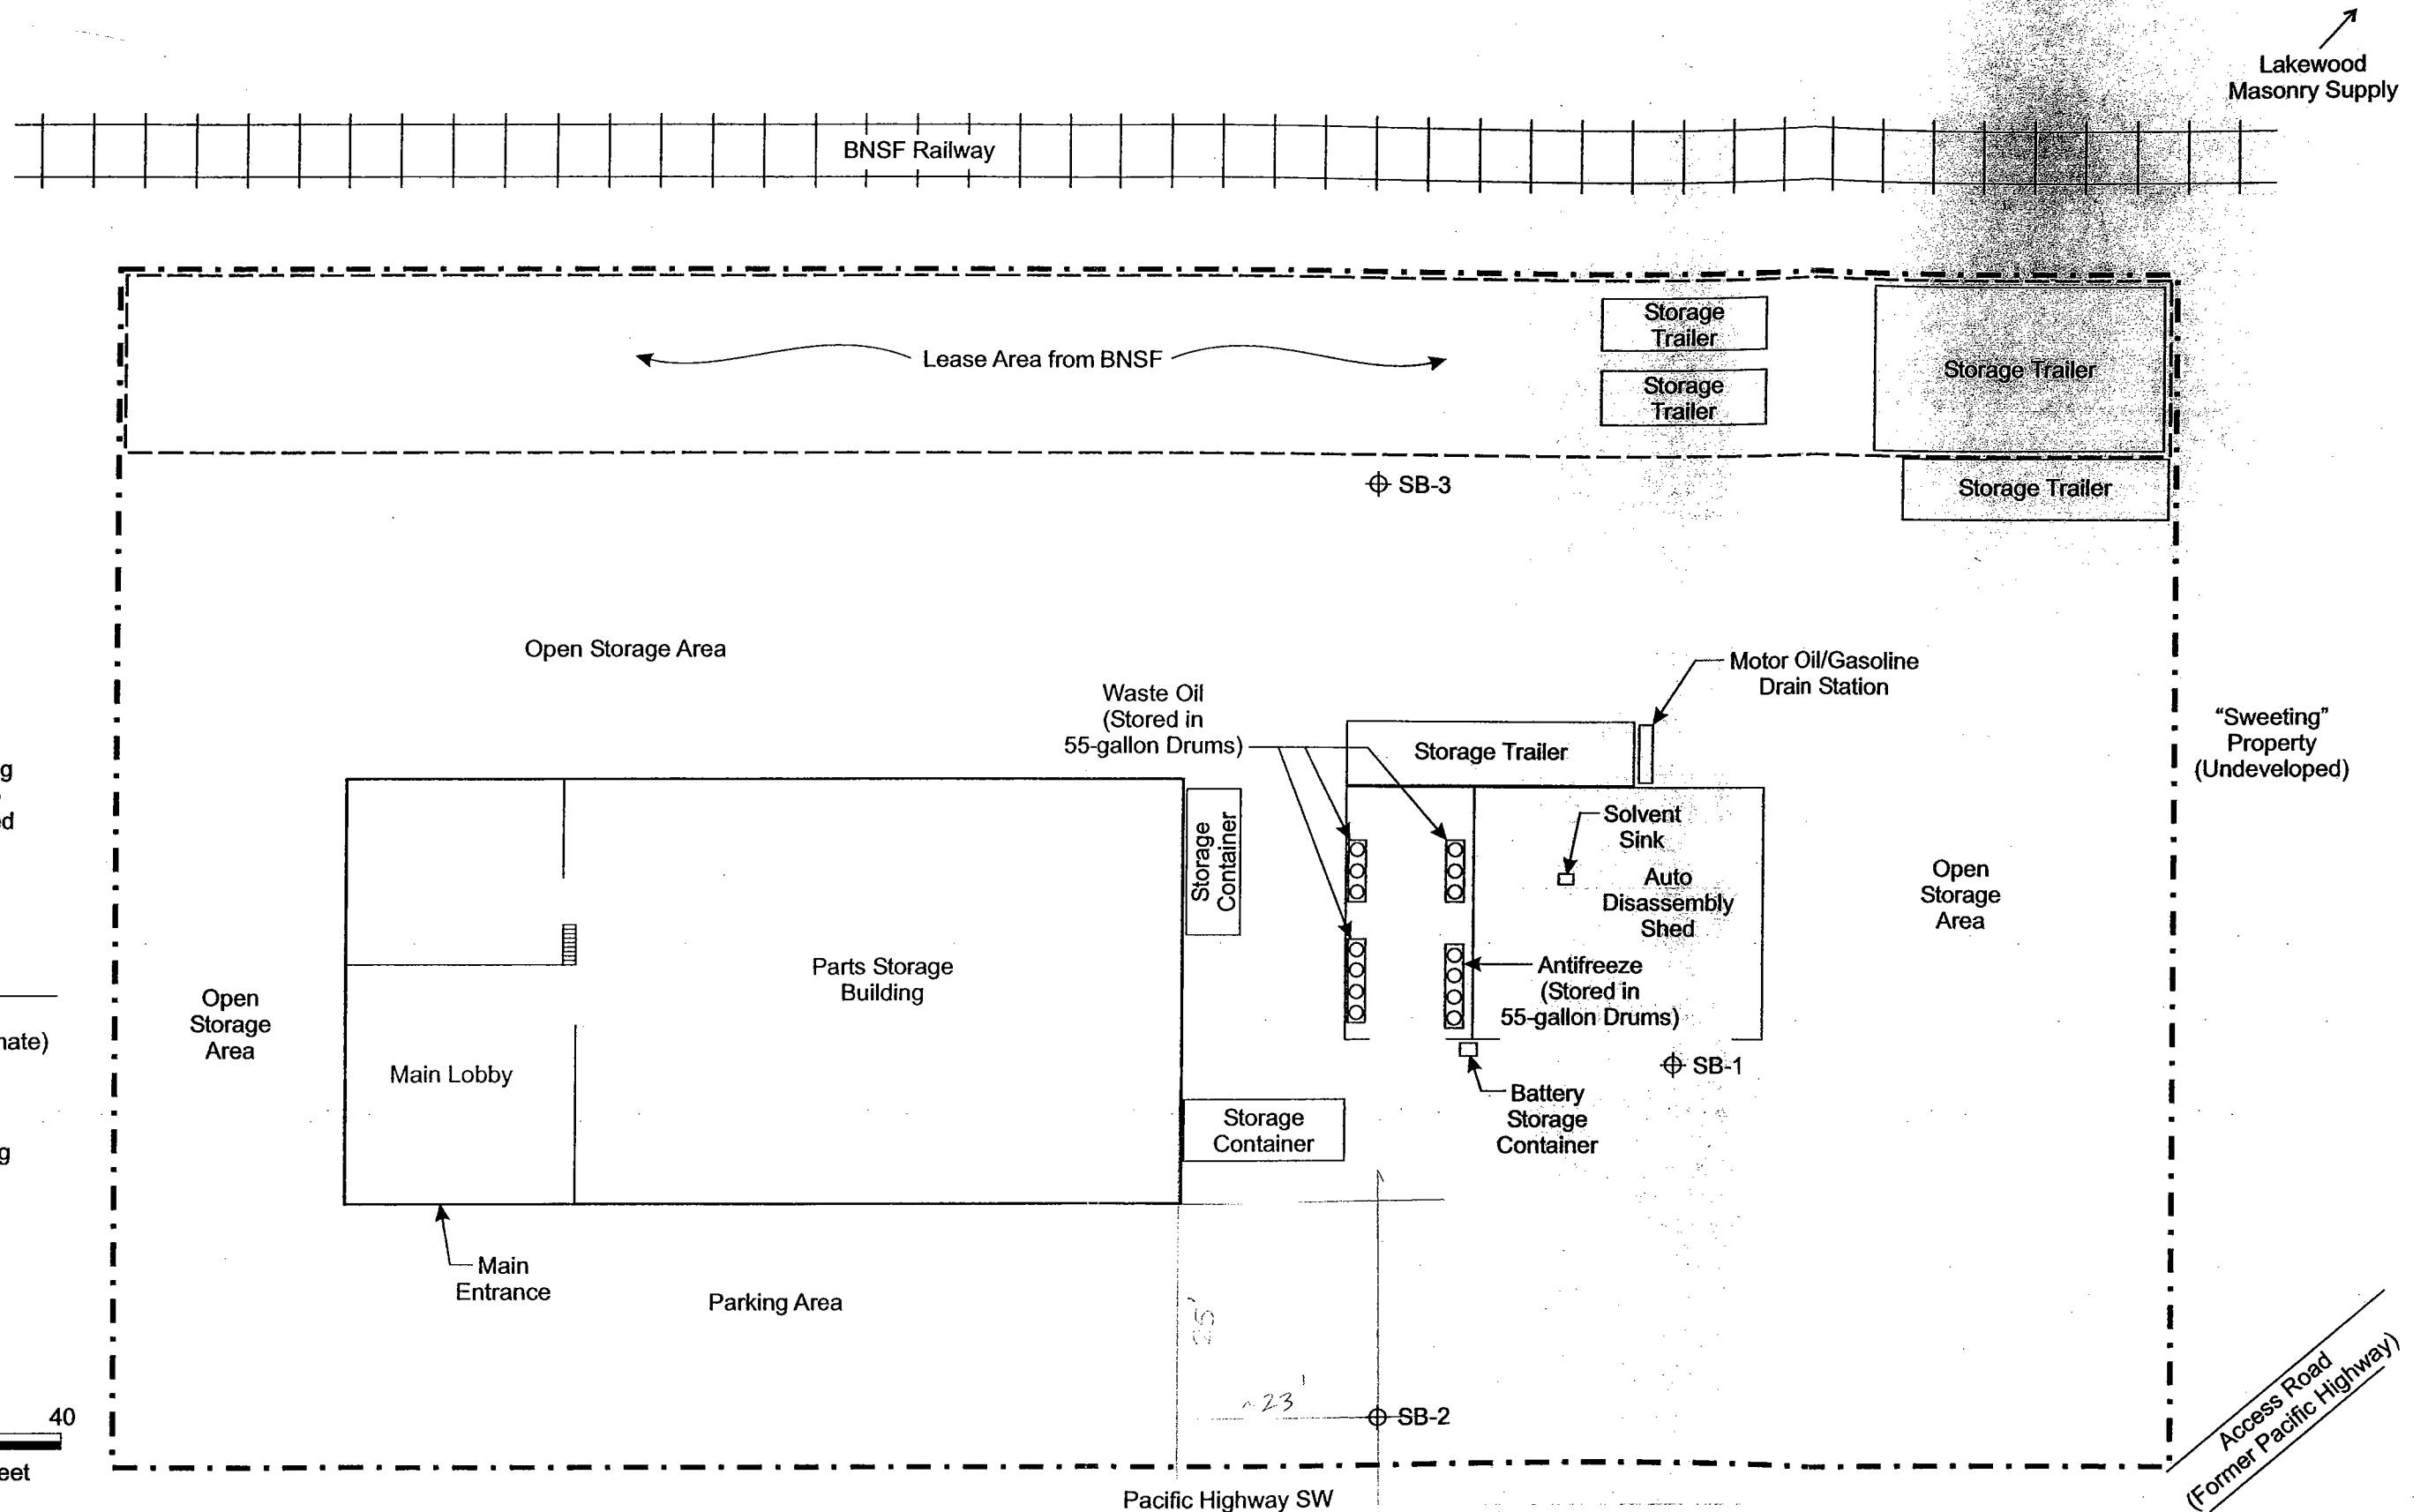 Lakewood
Masonry Supply
BNSF Railway
Storage
Trailer
Lease Area from BNSF
Storage Trailer
Storage
Trailer
SB-3
Storage Trailer
Open Storage Area
Motor Oil/Gasoline
Drain Station
Waste Oil
(Stored in
55-gallon Drums)
Storage Trailer
"Sweeting"
Property
(Undeveloped)
g
ed
Storage
Container
Solvent
Sink
Auto
Disassembly
Shed
Open
Storage
Area
Parts Storage
Building
Antifreeze
(Stored in
55-gallon Drums)
Open
Storage
Area
nate)
Main Lobby
SB-1
Battery
Storage
Container
Storage
Container
g
Main
Entrance
Parking Area
25'
~23'
SB-2
40
eet
Access Road
(Former Pacific Highway)
Pacific Highway SW